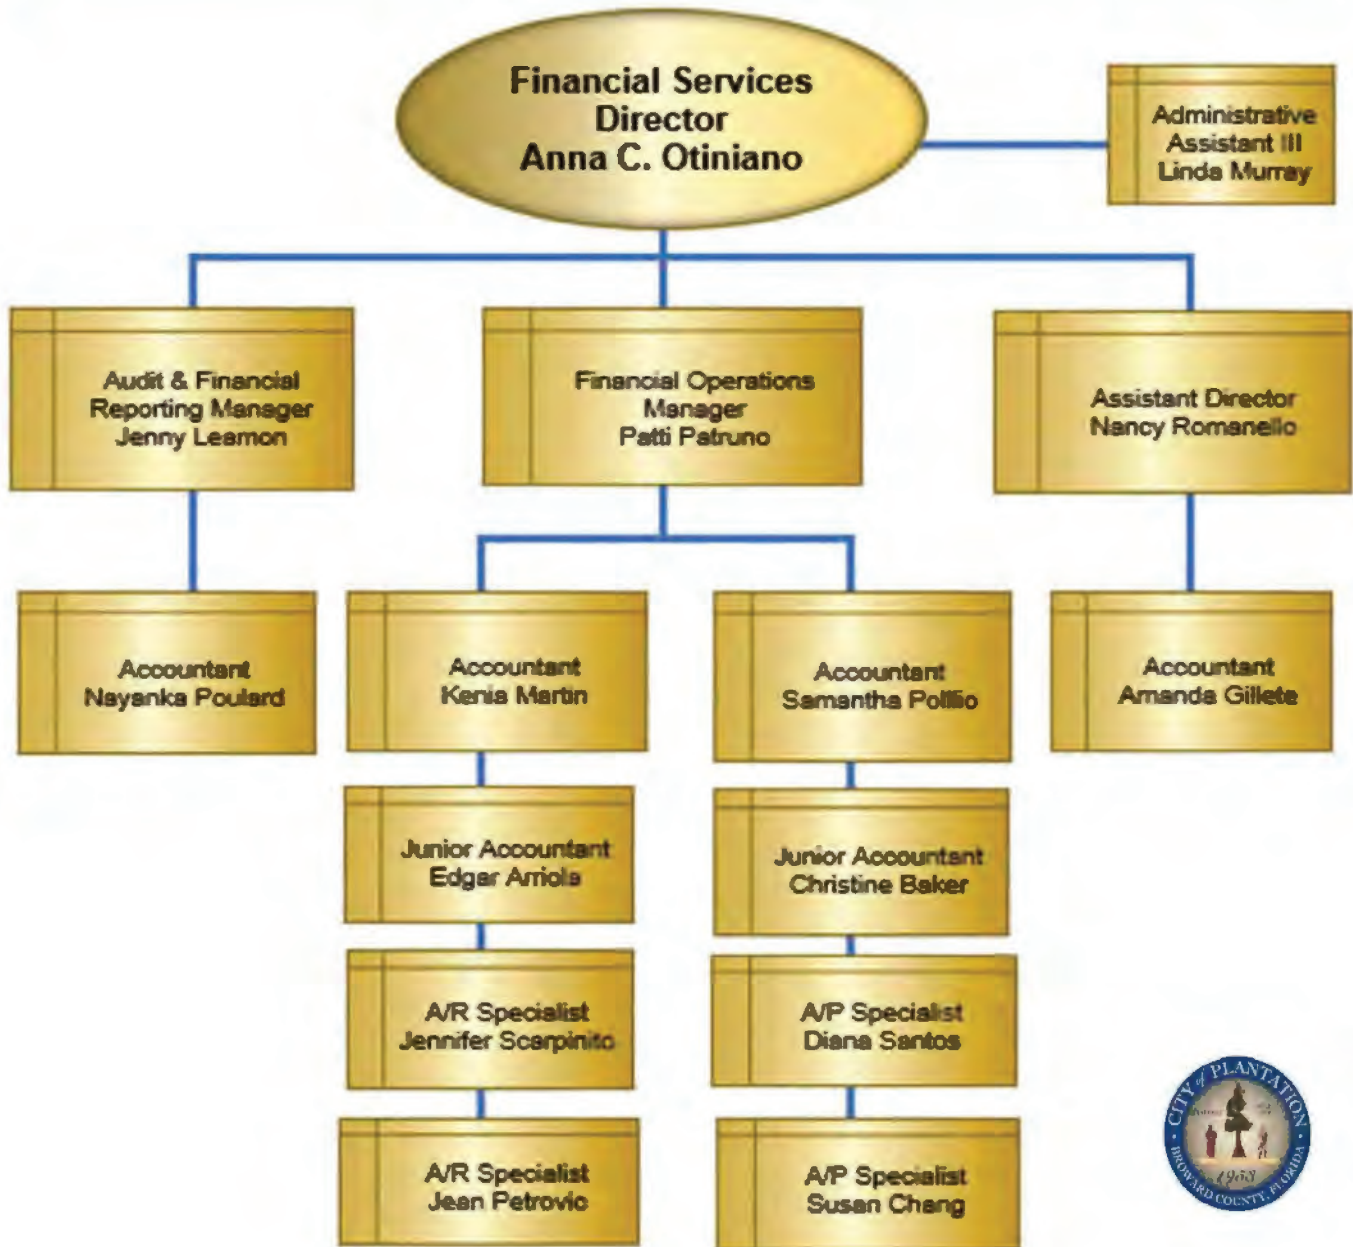 Financial Services
Director
Anna C. Otiniano
Administrative
Assistant III
Linda Murray
Audit & Financial
Reporting Manager
Jenny Leamon
Financial Operations
Manager
Patti Patruno
Assistant Director
Nancy Romanello
Accountant
Nayanka Poulard
Accountant
Kenia Martin
Accountant
Samantha Polilio
Accountant
Amanda Gillete
Junior Accountant
Edgar Arriola
Junior Accountant
Christine Baker
A/R Specialist
Jennifer Scarpinito
A/P Specialist
Diana Santos
A/R Specialist
Jean Petrovic
A/P Specialist
Susan Chang
CITY of PLANTATION
1953
BROWARD COUNTY, FLORIDA